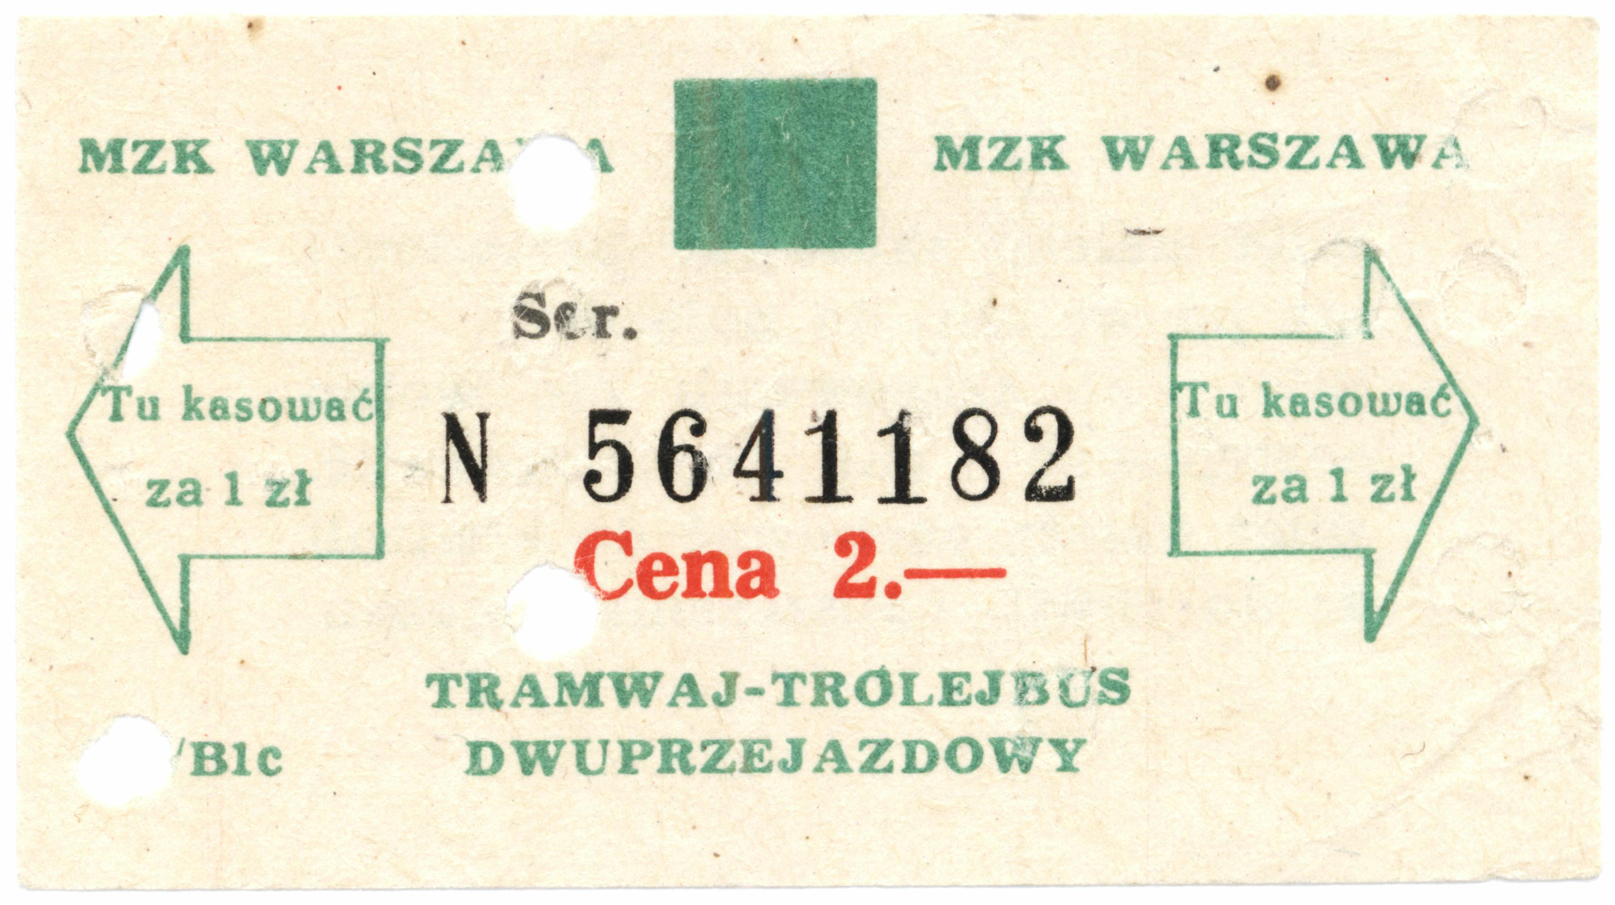 MZK WARSZAWA MZK WARSZAWA
Ser.
Tu kasować
za 1 zł
N 5641182
Tu kasować
za 1 zł
Cena 2.—
TRAMWAJ-TRÓLEJBUS
DWUPRZEJAZDOWY
/B1c